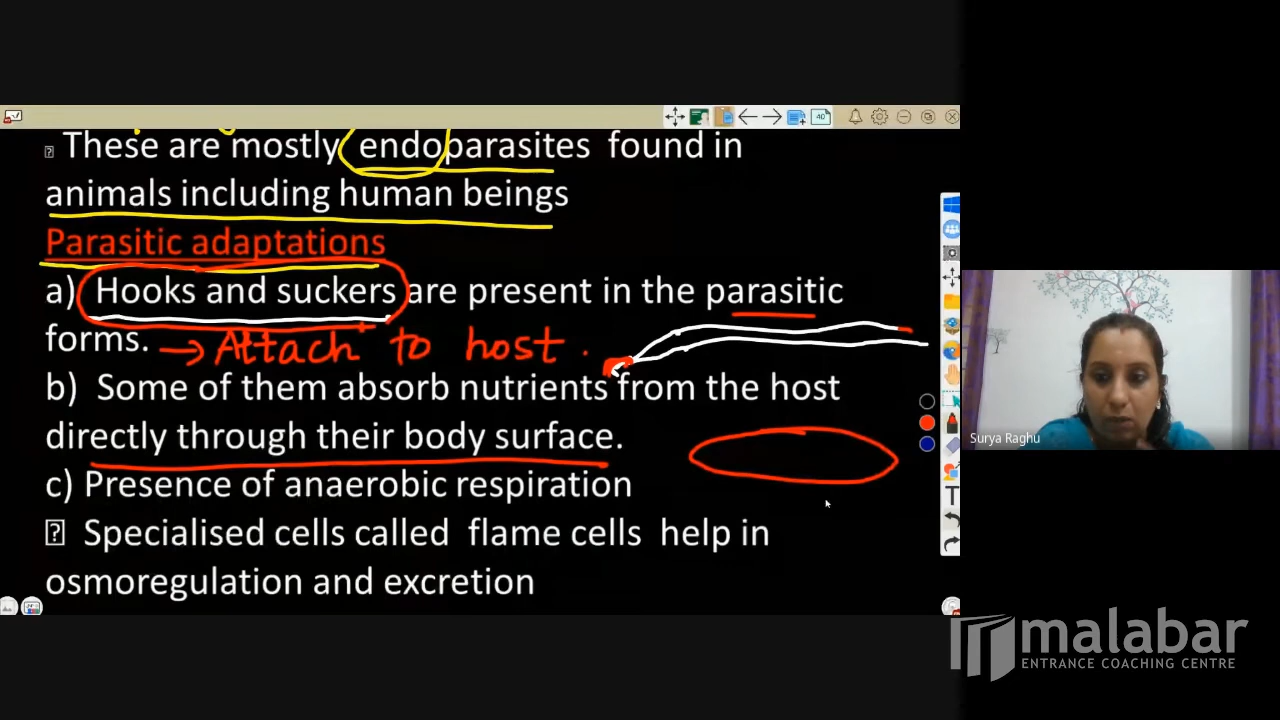 These are mostly endoparasites found in
animals including human beings
Parasitic adaptations
a) Hooks and suckers are present in the parasitic
forms. → Attach to host.
b) Some of them absorb nutrients from the host
directly through their body surface.
c) Presence of anaerobic respiration
Specialised cells called flame cells help in
osmoregulation and excretion
40
T
Surya Raghu
malabar
ENTRANCE COACHING CENTRE